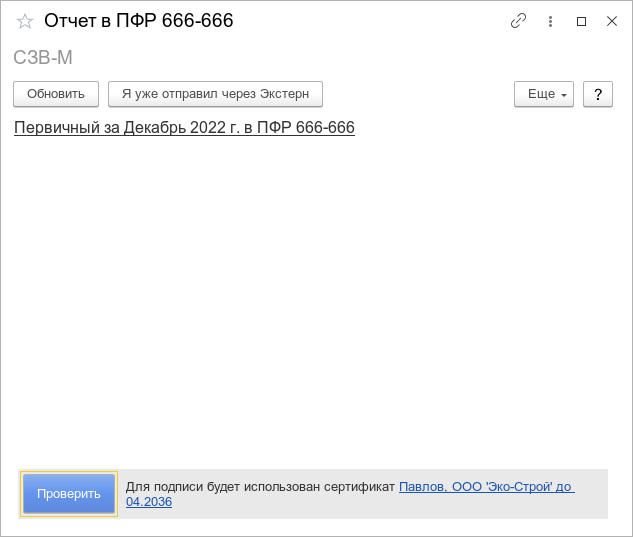 Отчет в ПФР 666-666
СЗВ-М
Обновить
Я уже отправил через Экстерн
Еще
?
Первичный за Декабрь 2022 г. в ПФР 666-666
Проверить
Для подписи будет использован сертификат Павлов, ООО 'Эко-Строй' до
04.2036